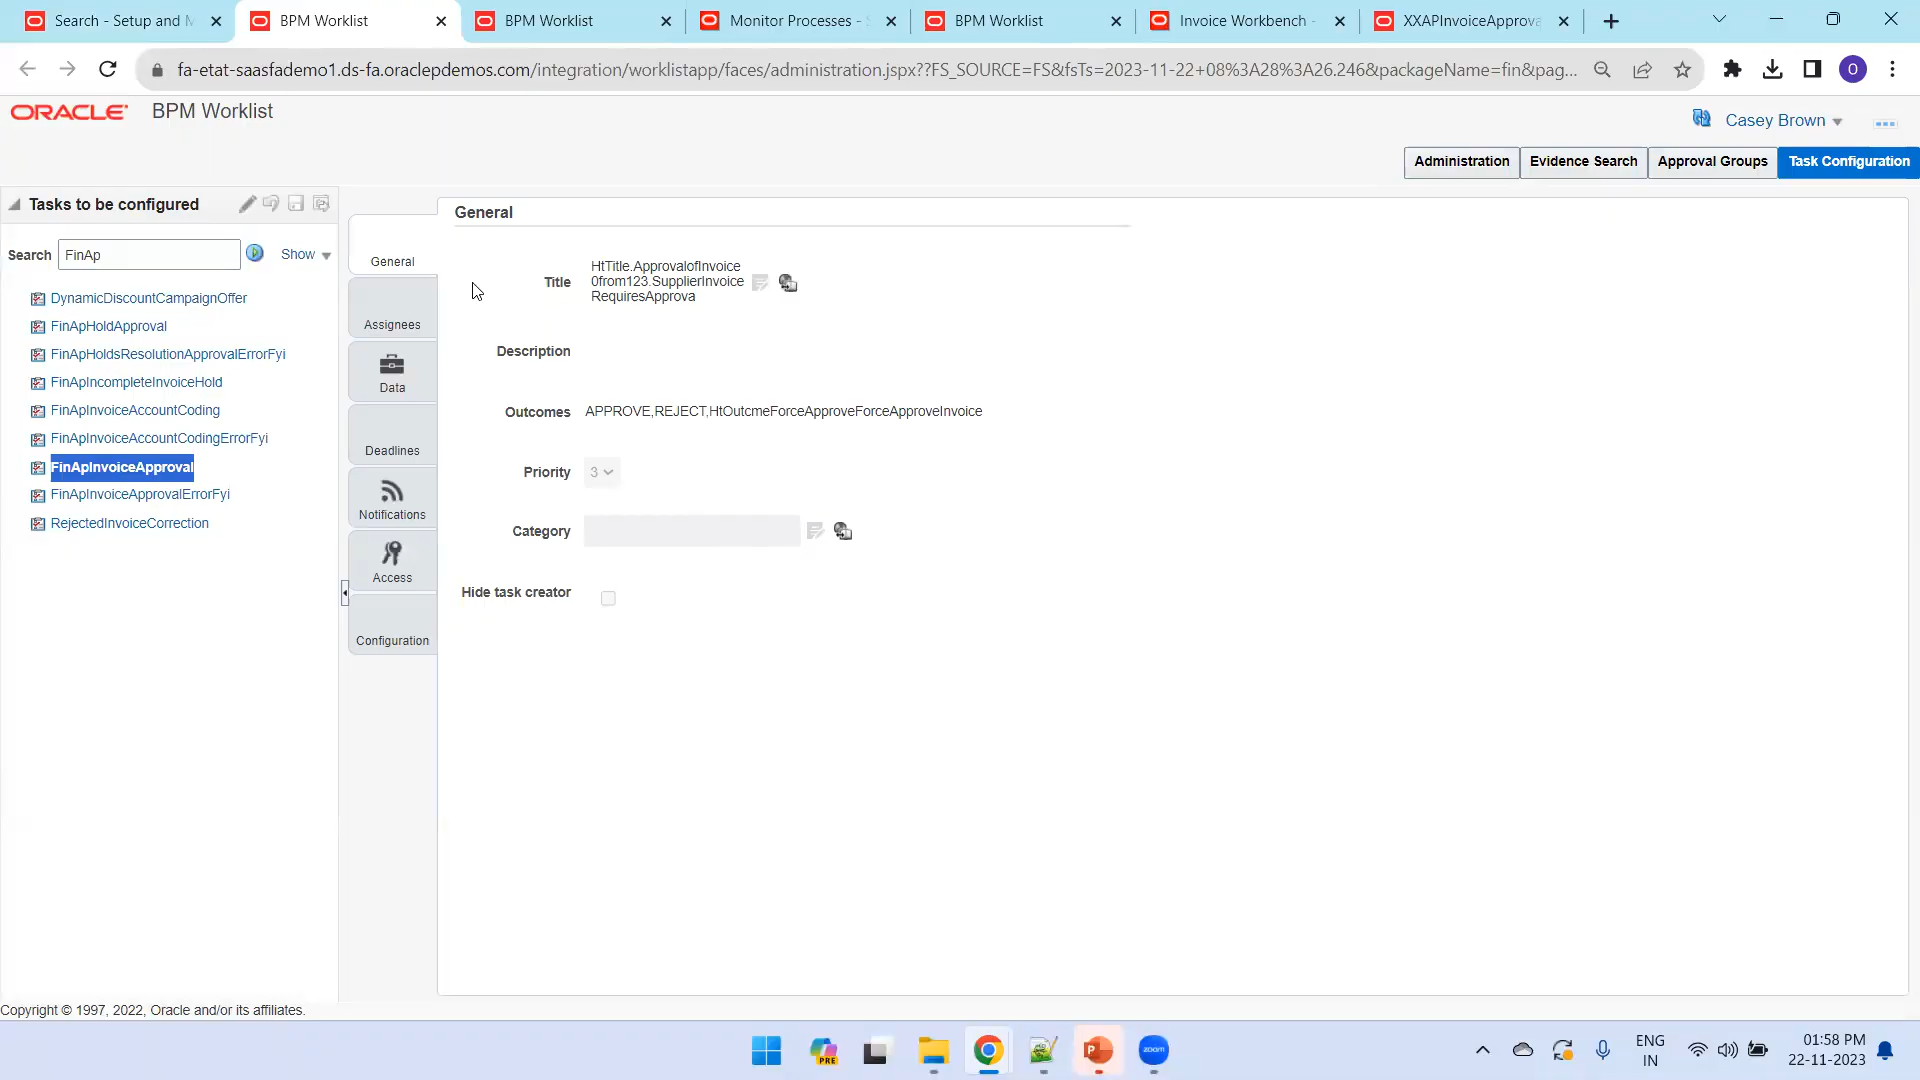 Search - Setup and M
BPM Worklist
BPM Worklist
Monitor Processes - S
BPM Worklist
Invoice Workbench -
XXAPInvoiceApprova
fa-etat-saasfademo1.ds-fa.oraclepdemos.com/integration/worklistapp/faces/administration.jspx??FS_SOURCE=FS&fsTs=2023-11-22+08%3A28%3A26.246&packageName=fin&pag...
O
ORACLE
BPM Worklist
Casey Brown
Administration
Evidence Search
Approval Groups
Task Configuration
Tasks to be configured
Search
FinAp
Show
DynamicDiscountCampaignOffer
FinApHoldApproval
FinApHoldsResolutionApprovalErrorFyi
FinApIncompleteInvoiceHold
FinApInvoiceAccountCoding
FinApInvoiceAccountCodingErrorFyi
FinApInvoiceApproval
FinApInvoiceApprovalErrorFyi
RejectedInvoiceCorrection
General
Assignees
Data
Deadlines
Notifications
Access
Configuration
General
Title
HtTitle.ApprovalofInvoice
0from123.SupplierInvoice
RequiresApprova
Description
Outcomes
APPROVE,REJECT,HtOutcmeForceApproveForceApproveInvoice
Priority
3
Category
Hide task creator
Copyright © 1997, 2022, Oracle and/or its affiliates.
PRE
P
zoom
ENG
IN
01:58 PM
22-11-2023